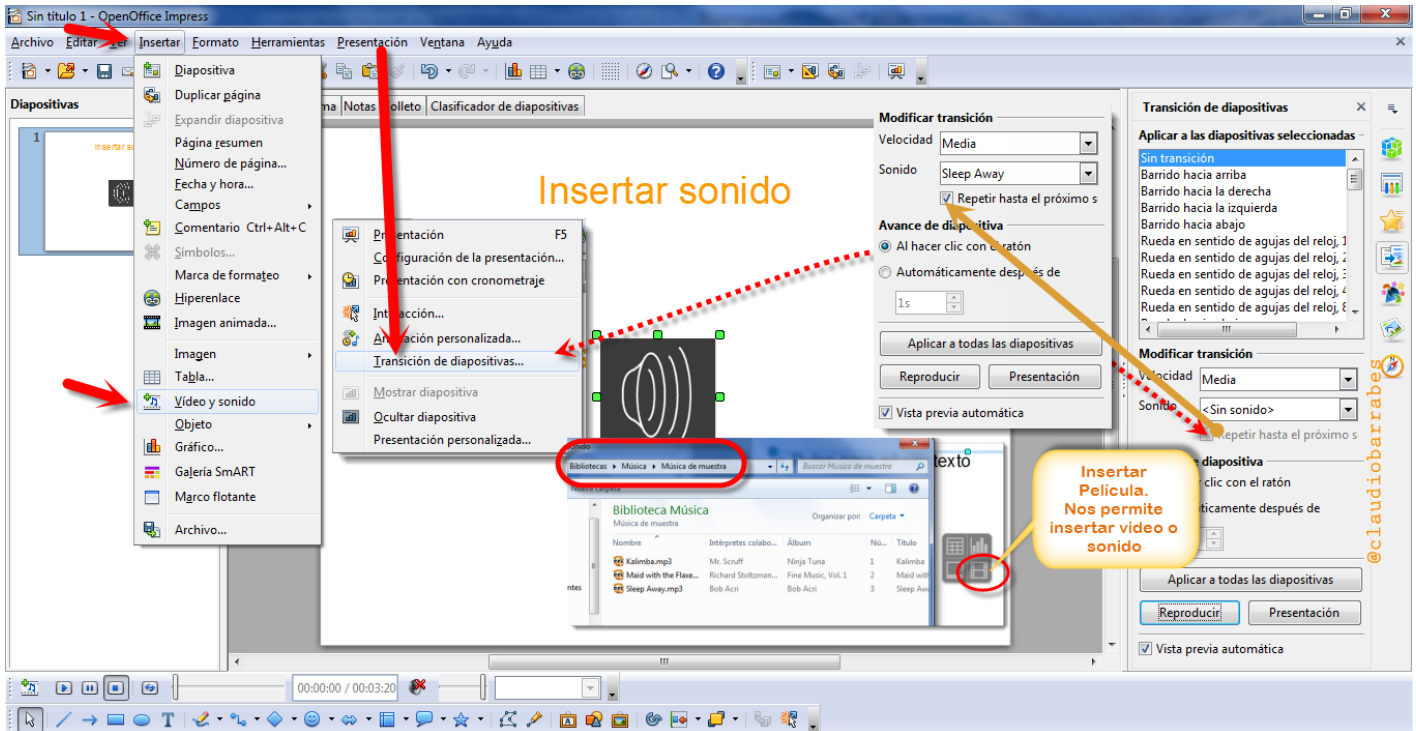 Sin título 1 - OpenOffice Impress
Archivo Editar Ver Insertar Formato Herramientas Presentación Ventana Ayuda
Diapositivas
1
Diapositiva
Duplicar página
Expandir diapositiva
Página resumen
Número de página...
Fecha y hora...
Campos
Comentario Ctrl+Alt+C
Símbolos...
Marca de formateo
Hiperenlace
Imagen animada...
Imagen
Tabla...
Vídeo y sonido
Objeto
Gráfico...
Galería SmART
Marco flotante
Archivo...
ma Notas Folleto Clasificador de diapositivas
Insertar sonido
Presentación F5
Configuración de la presentación...
Presentación con cronometraje
Interacción...
Animación personalizada...
Transición de diapositivas...
Mostrar diapositiva
Ocultar diapositiva
Presentación personalizada...
Modificar transición
Velocidad Media
Sonido Sleep Away
Repetir hasta el próximo s
Avance de diapositiva
Al hacer clic con el ratón
Automáticamente después de
1s
Aplicar a todas las diapositivas
Reproducir Presentación
Vista previa automática
Bibliotecas Música Música de muestra
Buscar Música de muestra
Nueva carpeta
Biblioteca Música
Música de muestra
Organizar por: Carpeta
Nombre Intérpretes colabo... Álbum Nú... Título
Kalimba.mp3 Mr. Scruff Ninja Tuna 1 Kalimba
Maid with the Flaxe... Richard Stoltzman... Fine Music, Vol. 1 2 Maid with
Sleep Away.mp3 Bob Acri Bob Acri 3 Sleep Aw
ntes
texto
Insertar
Película.
Nos permite
insertar video o
sonido
Transición de diapositivas
Aplicar a las diapositivas seleccionadas
Sin transición
Barrido hacia arriba
Barrido hacia la derecha
Barrido hacia la izquierda
Barrido hacia abajo
Rueda en sentido de agujas del reloj, 1
Rueda en sentido de agujas del reloj, 2
Rueda en sentido de agujas del reloj, 3
Rueda en sentido de agujas del reloj, 4
Rueda en sentido de agujas del reloj, 8
Modificar transición
Velocidad Media
Sonido <Sin sonido>
Repetir hasta el próximo s
diapositiva
clic con el ratón
ticamente después de
Aplicar a todas las diapositivas
Reproducir Presentación
Vista previa automática
@claudiobarrabes
00:00:00 / 00:03:20